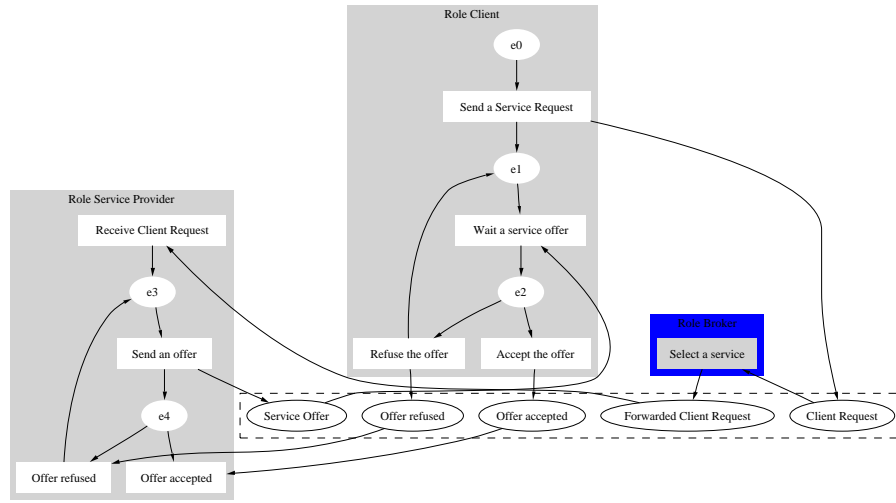 Role Client
e0
Send a Service Request
e1
Role Service Provider
Receive Client Request
Wait a service offer
e3
e2
Role Broker
Send an offer
Refuse the offer
Accept the offer
Select a service
e4
Service Offer
Offer refused
Offer accepted
Forwarded Client Request
Client Request
Offer refused
Offer accepted